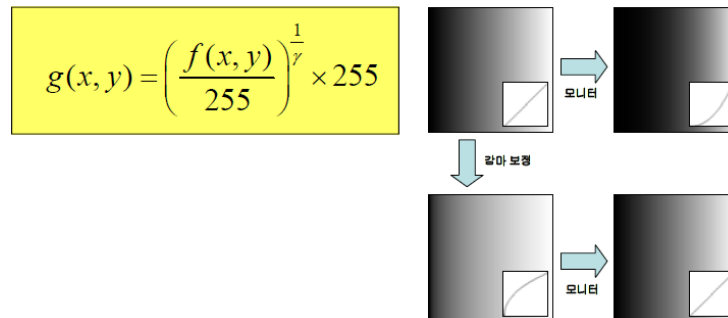 g(x, y) = ( f(x, y) / 255 )^(1/γ) × 255
모니터
감마 보정
모니터